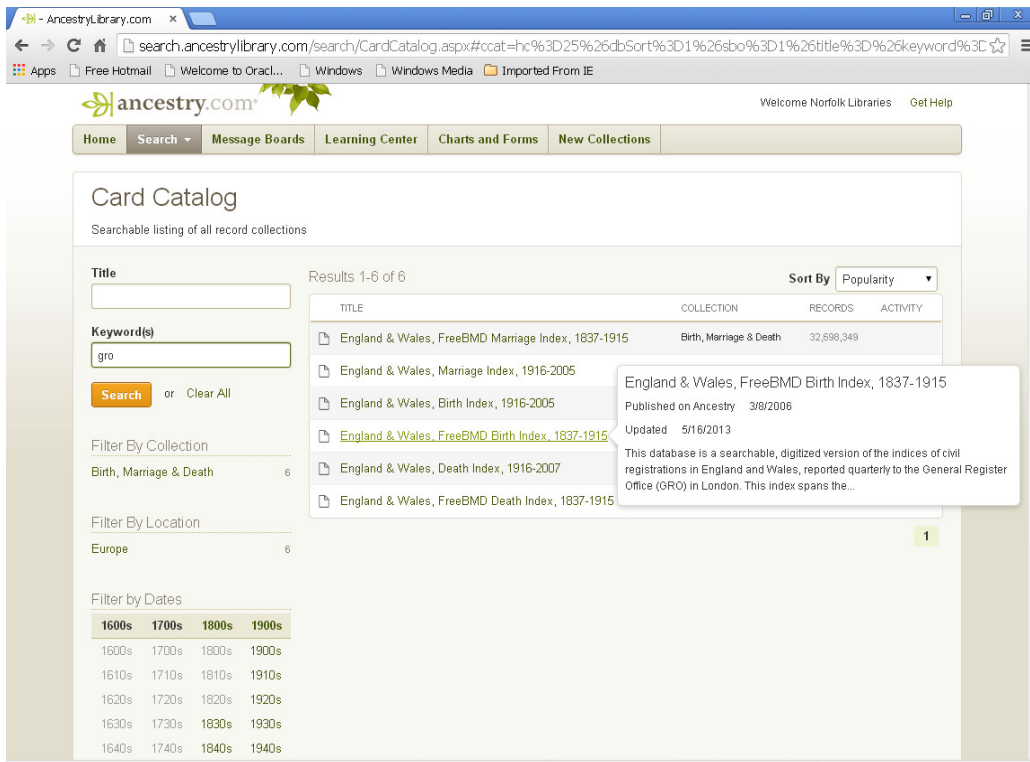 - AncestryLibrary.com ×
search.ancestrylibrary.com/search/CardCatalog.aspx#ccat=hc%3D25%26dbSort%3D1%26sbo%3D1%26title%3D%26keyword%3D
Apps Free Hotmail Welcome to Oracl... Windows Windows Media Imported From IE
ancestry.com
Welcome Norfolk Libraries Get Help
Home Search Message Boards Learning Center Charts and Forms New Collections
Card Catalog
Searchable listing of all record collections
Title
Results 1-6 of 6 Sort By Popularity
TITLE COLLECTION RECORDS ACTIVITY
Keyword(s)
gro
Search or Clear All
England & Wales, FreeBMD Marriage Index, 1837-1915 Birth, Marriage & Death 32,698,349
England & Wales, Marriage Index, 1916-2005
England & Wales, Birth Index, 1916-2005
England & Wales, FreeBMD Birth Index, 1837-1915
England & Wales, Death Index, 1916-2007
England & Wales, FreeBMD Death Index, 1837-1915
England & Wales, FreeBMD Birth Index, 1837-1915
Published on Ancestry 3/8/2006
Updated 5/16/2013
This database is a searchable, digitized version of the indices of civil
registrations in England and Wales, reported quarterly to the General Register
Office (GRO) in London. This index spans the...
1
Filter By Collection
Birth, Marriage & Death 6
Filter By Location
Europe 6
Filter by Dates
1600s 1700s 1800s 1900s
1600s 1700s 1800s 1900s
1610s 1710s 1810s 1910s
1620s 1720s 1820s 1920s
1630s 1730s 1830s 1930s
1640s 1740s 1840s 1940s